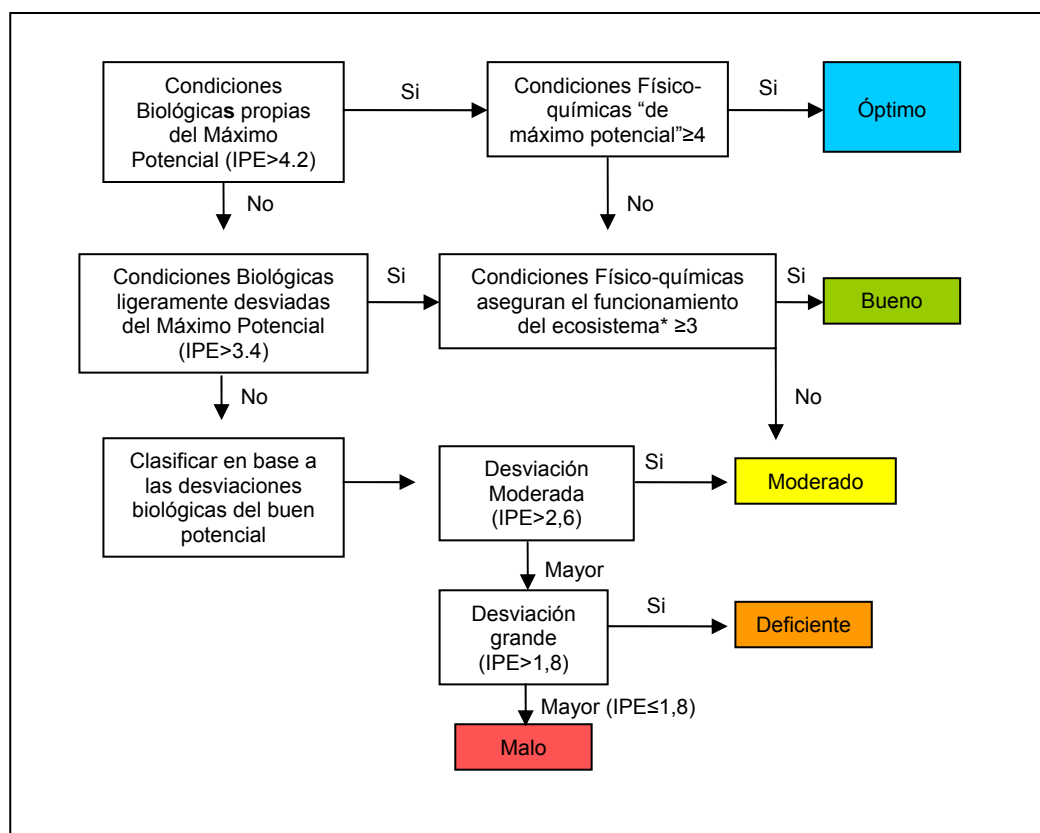 Condiciones
Biológicas propias
del Máximo
Potencial (IPE>4.2)
Si
Condiciones Físico-
químicas “de
máximo potencial”≥4
Si
Óptimo
No
No
Condiciones Biológicas
ligeramente desviadas
del Máximo Potencial
(IPE>3.4)
Si
Condiciones Físico-químicas
aseguran el funcionamiento
del ecosistema* ≥3
Si
Bueno
No
No
Clasificar en base a
las desviaciones
biológicas del buen
potencial
Desviación
Moderada
(IPE>2,6)
Si
Moderado
Mayor
Desviación
grande
(IPE>1,8)
Si
Deficiente
Mayor (IPE≤1,8)
Malo